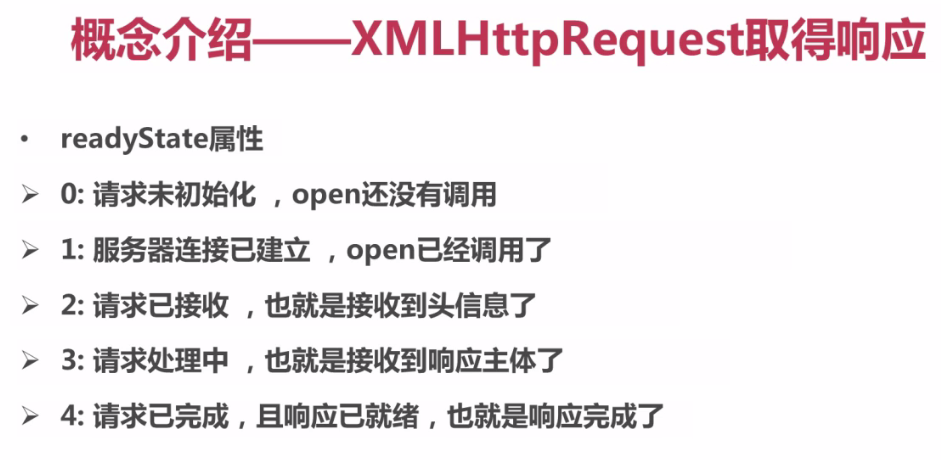 概念介绍——XMLHttpRequest取得响应
• readyState属性
➢ 0: 请求未初始化 ，open还没有调用
➢ 1: 服务器连接已建立 ，open已经调用了
➢ 2: 请求已接收 ，也就是接收到头信息了
➢ 3: 请求处理中 ，也就是接收到响应主体了
➢ 4: 请求已完成，且响应已就绪，也就是响应完成了